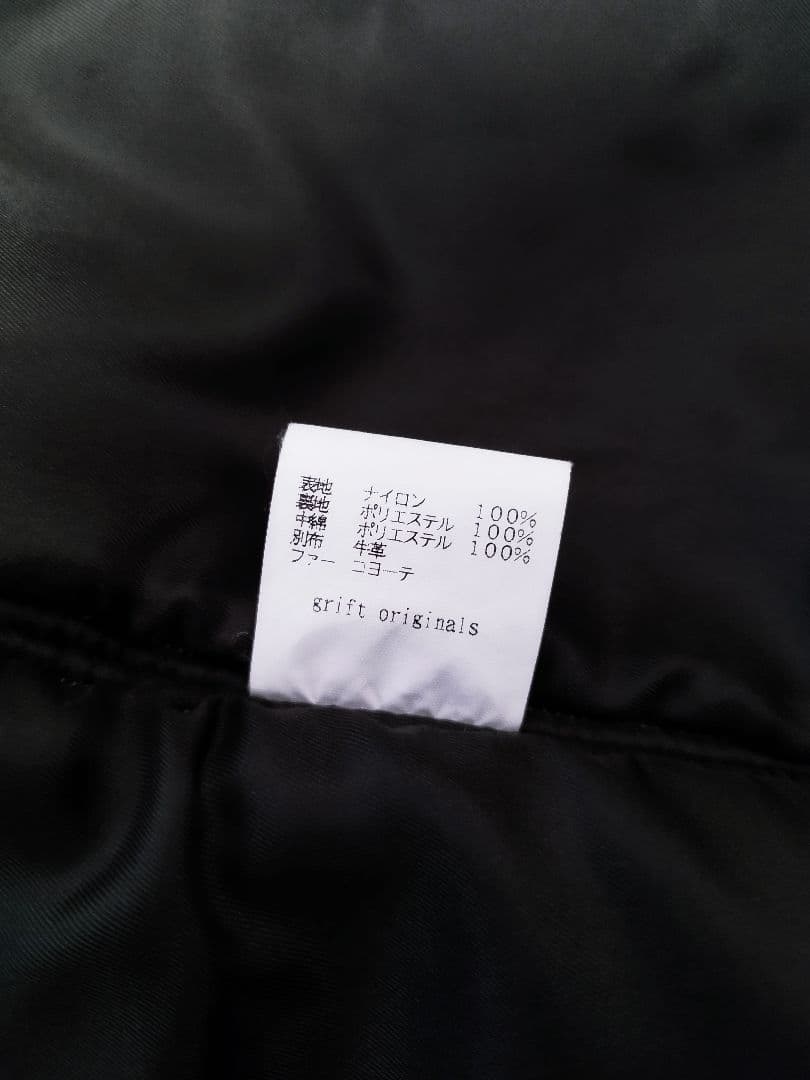 表地 ナイロン 100%
裏地 ポリエステル 100%
中綿 ポリエステル 100%
別布 牛革
ファー コヨーテ
grift originals